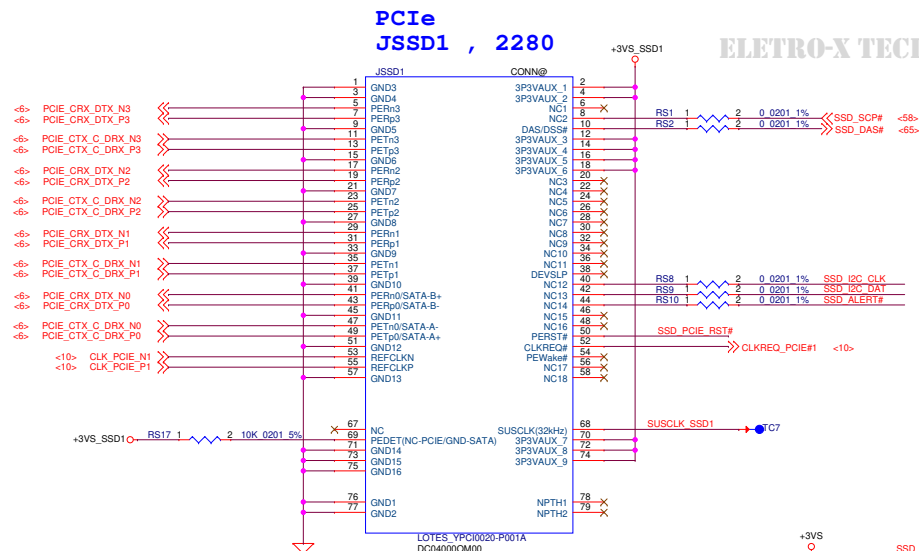 PCIe
JSSD1 , 2280
+3VS_SSD1
ELETRO-X TECI
JSSD1 CONN@
1 GND3 3P3VAUX_1 2
3 GND4 3P3VAUX_2 4
<6> PCIE_CRX_DTX_N3 5 PERn3 NC1 6
<6> PCIE_CRX_DTX_P3 7 PERp3 NC2 8 RS1 1 2 0_0201_1% SSD_SCP# <58>
9 GND5 DAS/DSS# 10 RS2 1 2 0_0201_1% SSD_DAS# <65>
<6> PCIE_CTX_C_DRX_N3 11 PETn3 3P3VAUX_3 12
<6> PCIE_CTX_C_DRX_P3 13 PETp3 3P3VAUX_4 14
15 GND6 3P3VAUX_5 16
<6> PCIE_CRX_DTX_N2 17 PERn2 3P3VAUX_6 18
<6> PCIE_CRX_DTX_P2 19 PERp2 NC3 20
21 GND7 NC4 22
<6> PCIE_CTX_C_DRX_N2 23 PETn2 NC5 24
<6> PCIE_CTX_C_DRX_P2 25 PETp2 NC6 26
27 GND8 NC7 28
<6> PCIE_CRX_DTX_N1 29 PERn1 NC8 30
<6> PCIE_CRX_DTX_P1 31 PERp1 NC9 32
33 GND9 NC10 34
<6> PCIE_CTX_C_DRX_N1 35 PETn1 NC11 36
<6> PCIE_CTX_C_DRX_P1 37 PETp1 DEVSLP 38
39 GND10 NC12 40 RS8 1 2 0_0201_1% SSD_I2C_CLK
<6> PCIE_CRX_DTX_N0 41 PERn0/SATA-B+ NC13 42 RS9 1 2 0_0201_1% SSD_I2C_DAT
<6> PCIE_CRX_DTX_P0 43 PERp0/SATA-B- NC14 44 RS10 1 2 0_0201_1% SSD_ALERT#
45 GND11 NC15 46
<6> PCIE_CTX_C_DRX_N0 47 PETn0/SATA-A- NC16 48
<6> PCIE_CTX_C_DRX_P0 49 PETp0/SATA-A+ PERST# 50 SSD_PCIE_RST#
51 GND12 CLKREQ# 52 CLKREQ_PCIE#1 <10>
<10> CLK_PCIE_N1 53 REFCLKN PEWake# 54
<10> CLK_PCIE_P1 55 REFCLKP NC17 56
57 GND13 NC18 58
67 NC SUSCLK(32kHz) 68 SUSCLK_SSD1 TC7
+3VS_SSD1 RS17 1 2 10K_0201_5% 69 PEDET(NC-PCIE/GND-SATA) 3P3VAUX_7 70
71 GND14 3P3VAUX_8 72
73 GND15 3P3VAUX_9 74
75 GND16
76 GND1 NPTH1 78
77 GND2 NPTH2 79
LOTES_YPCI0020-P001A
DC04000OM00
+3VS
SSD